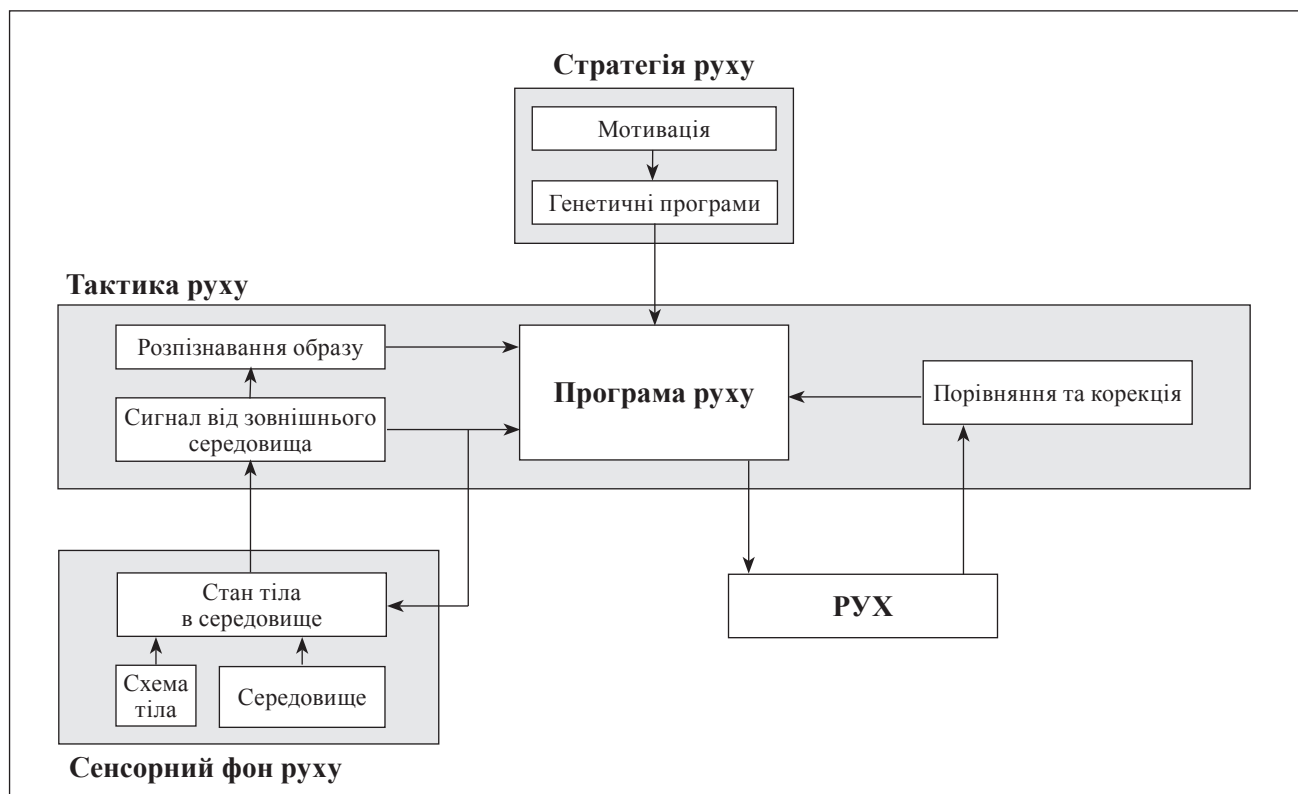 Стратегія руху
Мотивація
Генетичні програми
Тактика руху
Розпізнавання образу
Сигнал від зовнішнього
середовища
Програма руху
Порівняння та корекція
Стан тіла
в середовище
РУХ
Схема
тіла
Середовище
Сенсорний фон руху